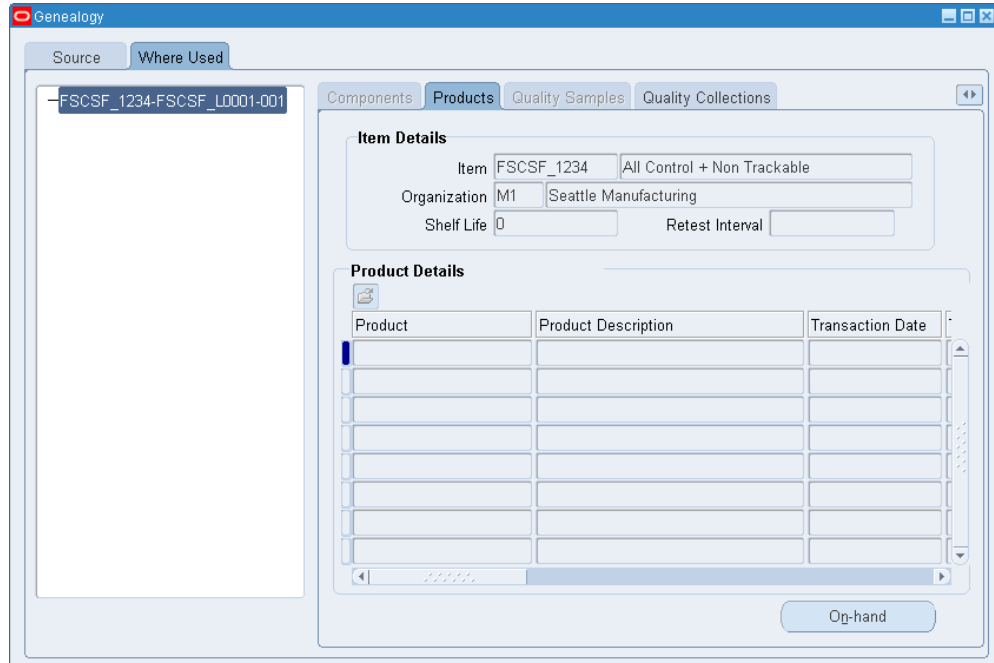 Genealogy
Source Where Used
FSCSF_1234-FSCSF_L0001-001
Components Products Quality Samples Quality Collections
Item Details
Item FSCSF_1234 All Control + Non Trackable
Organization M1 Seattle Manufacturing
Shelf Life 0 Retest Interval
Product Details
Product Product Description Transaction Date
On-hand